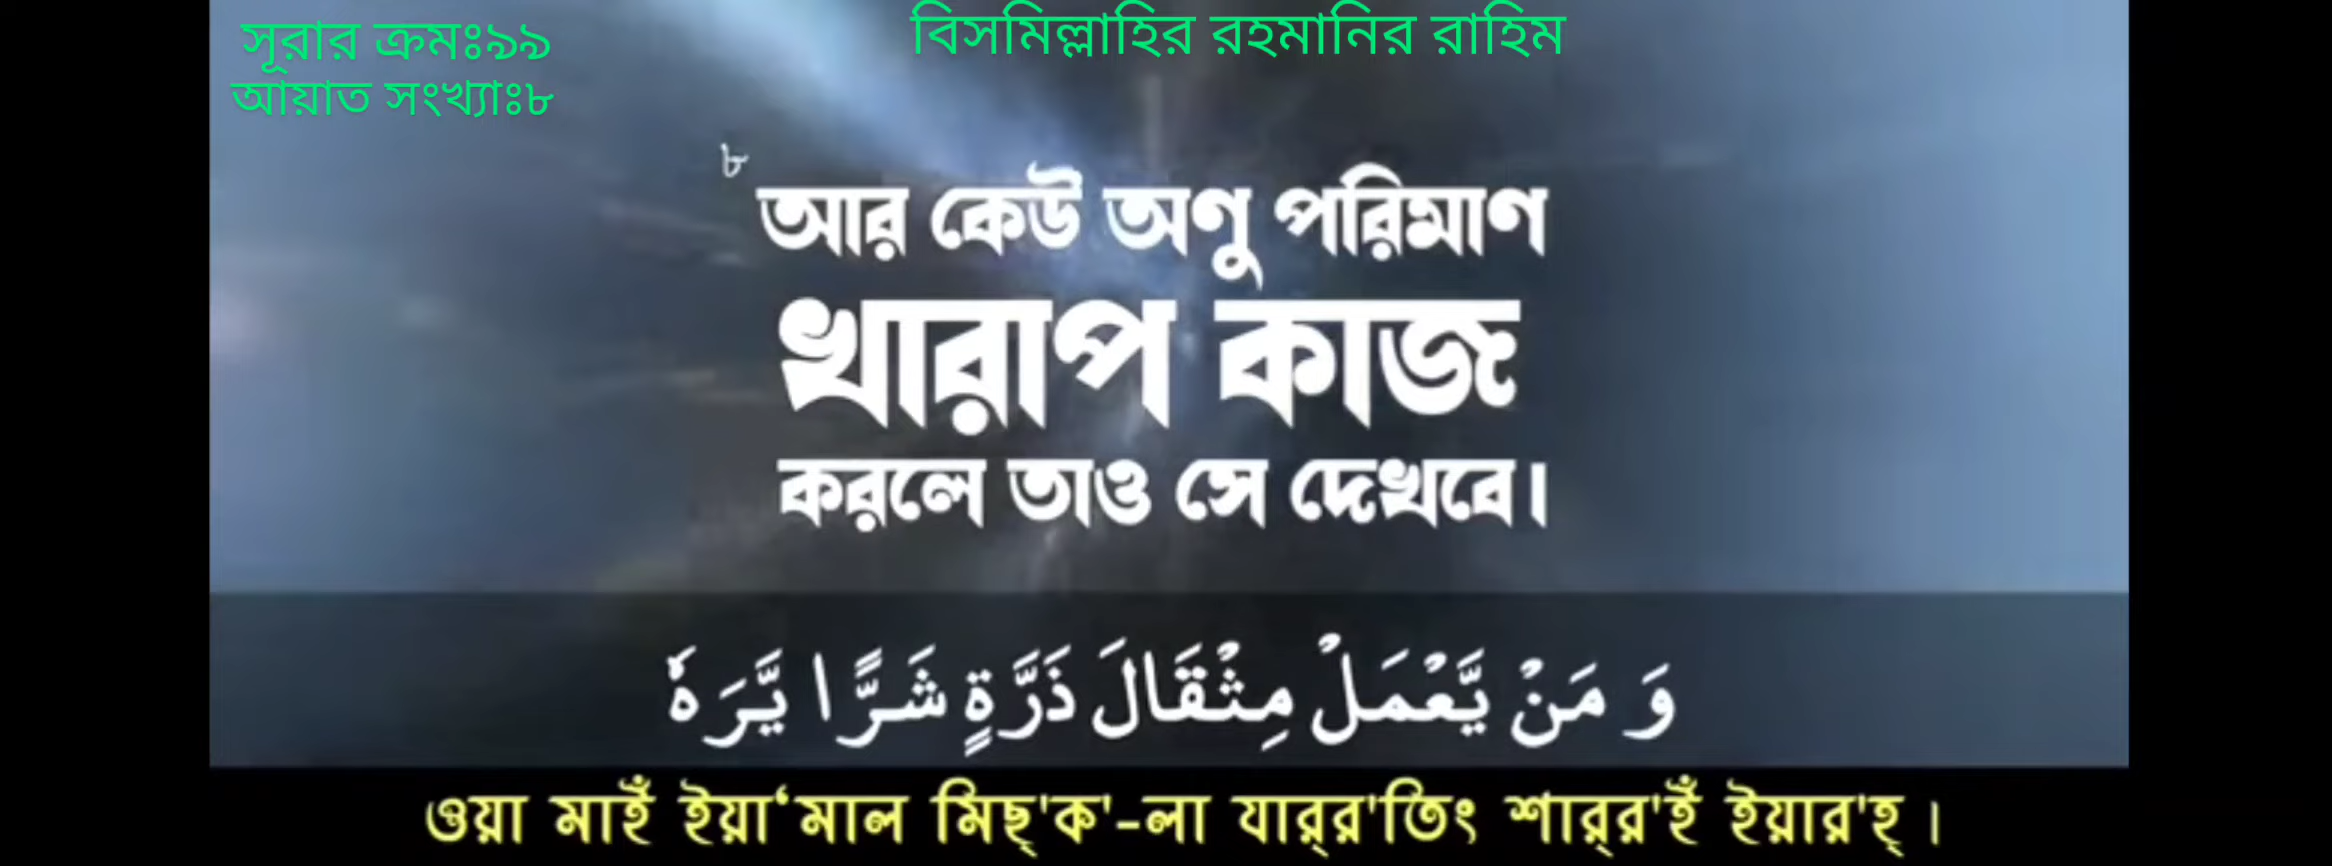 সূরার ক্রমঃ৯৯
আয়াত সংখ্যাঃ৮
বিসমিল্লাহির রহমানির রাহিম
৮
আর কেউ অণু পরিমাণ
খারাপ কাজ
করলে তাও সে দেখবে।
وَ مَنۡ یَّعۡمَلۡ مِثۡقَالَ ذَرَّۃٍ شَرًّا یَّرَہٗ
ওয়া মাইঁ ইয়া‘মাল মিছ্'ক'-লা যার্‌র'তিং শার্‌র'ইঁ ইয়ার'হ্ ।